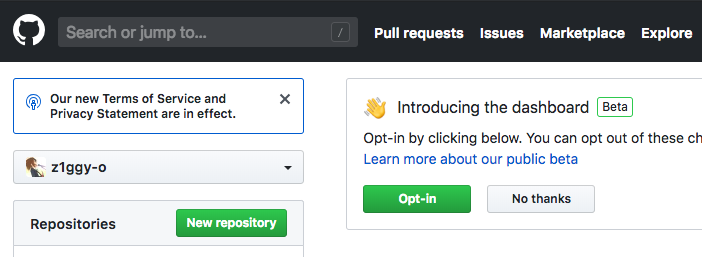 Search or jump to...
/
Pull requests
Issues
Marketplace
Explore
Our new Terms of Service and
Privacy Statement are in effect.
z1ggy-o
Repositories
New repository
Introducing the dashboard
Beta
Opt-in by clicking below. You can opt out of these
Learn more about our public beta
Opt-in
No thanks